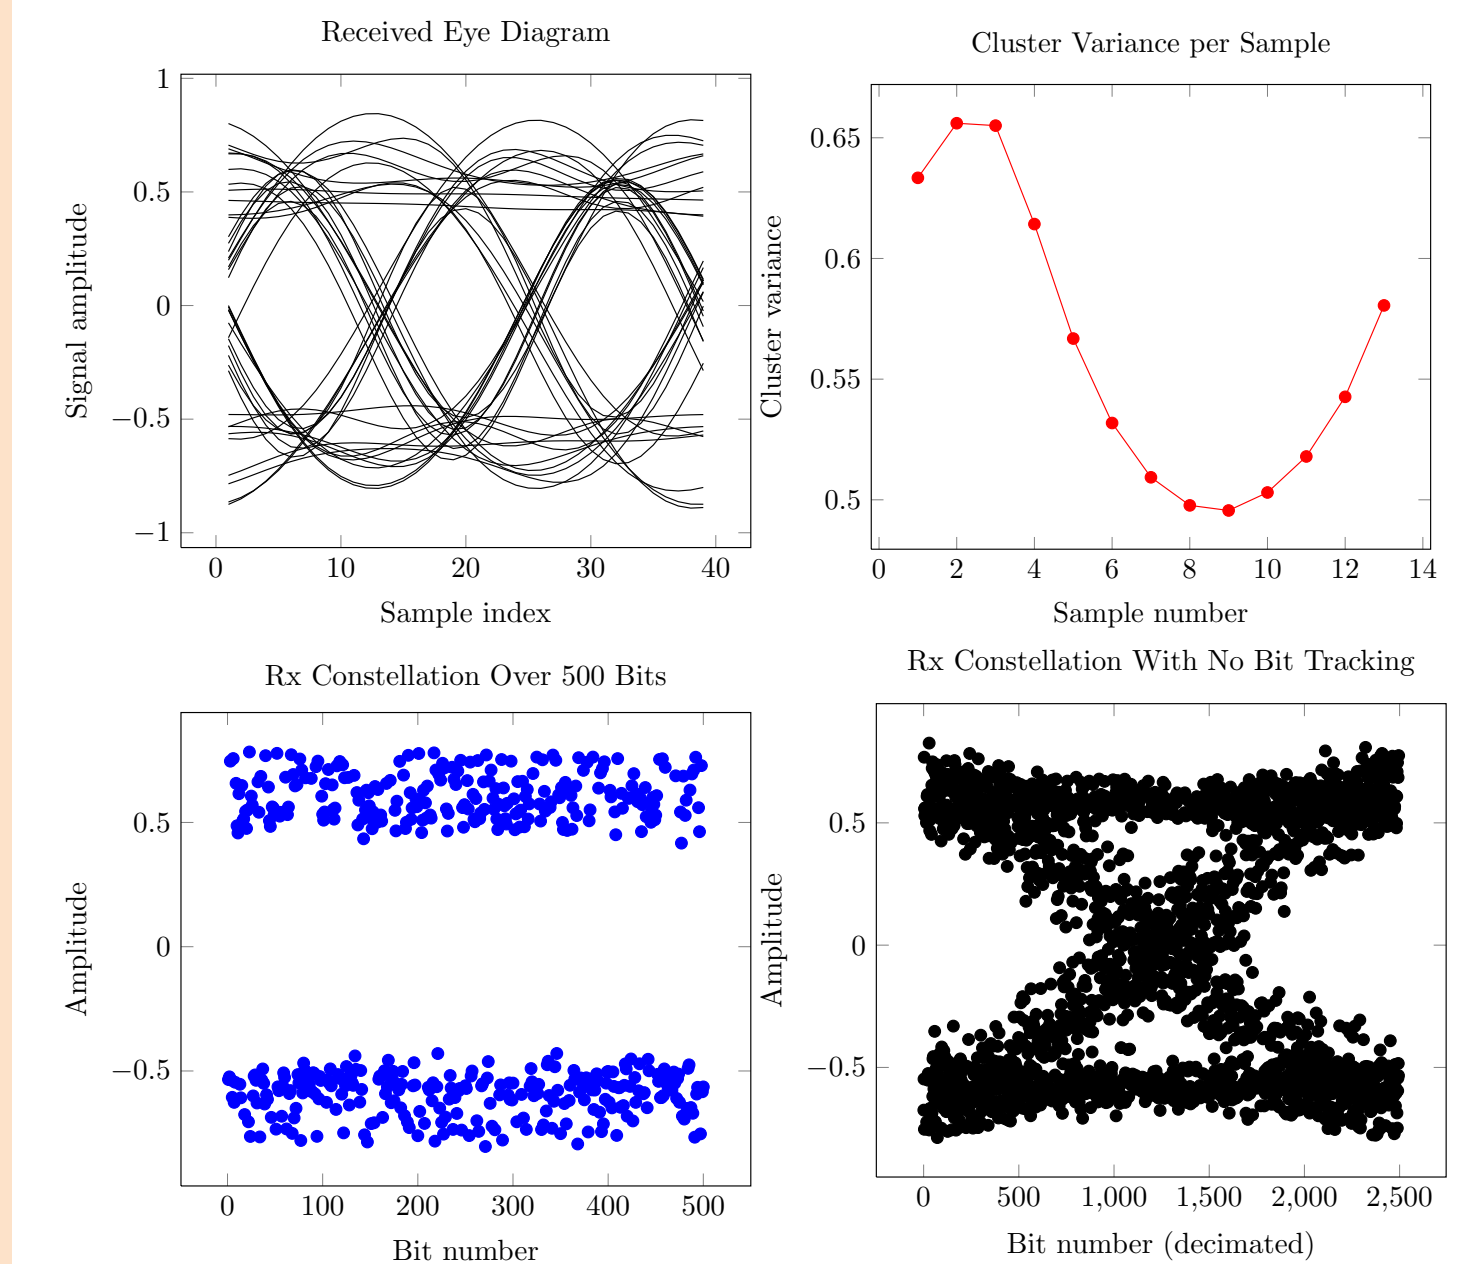 Received Eye Diagram
1
0.5
0
−0.5
−1
0 10 20 30 40
Signal amplitude
Sample index
Cluster Variance per Sample
0.65
0.6
0.55
0.5
0 2 4 6 8 10 12 14
Cluster variance
Sample number
Rx Constellation Over 500 Bits
0.5
0
−0.5
0 100 200 300 400 500
Amplitude
Bit number
Rx Constellation With No Bit Tracking
0.5
0
−0.5
0 500 1,000 1,500 2,000 2,500
Amplitude
Bit number (decimated)